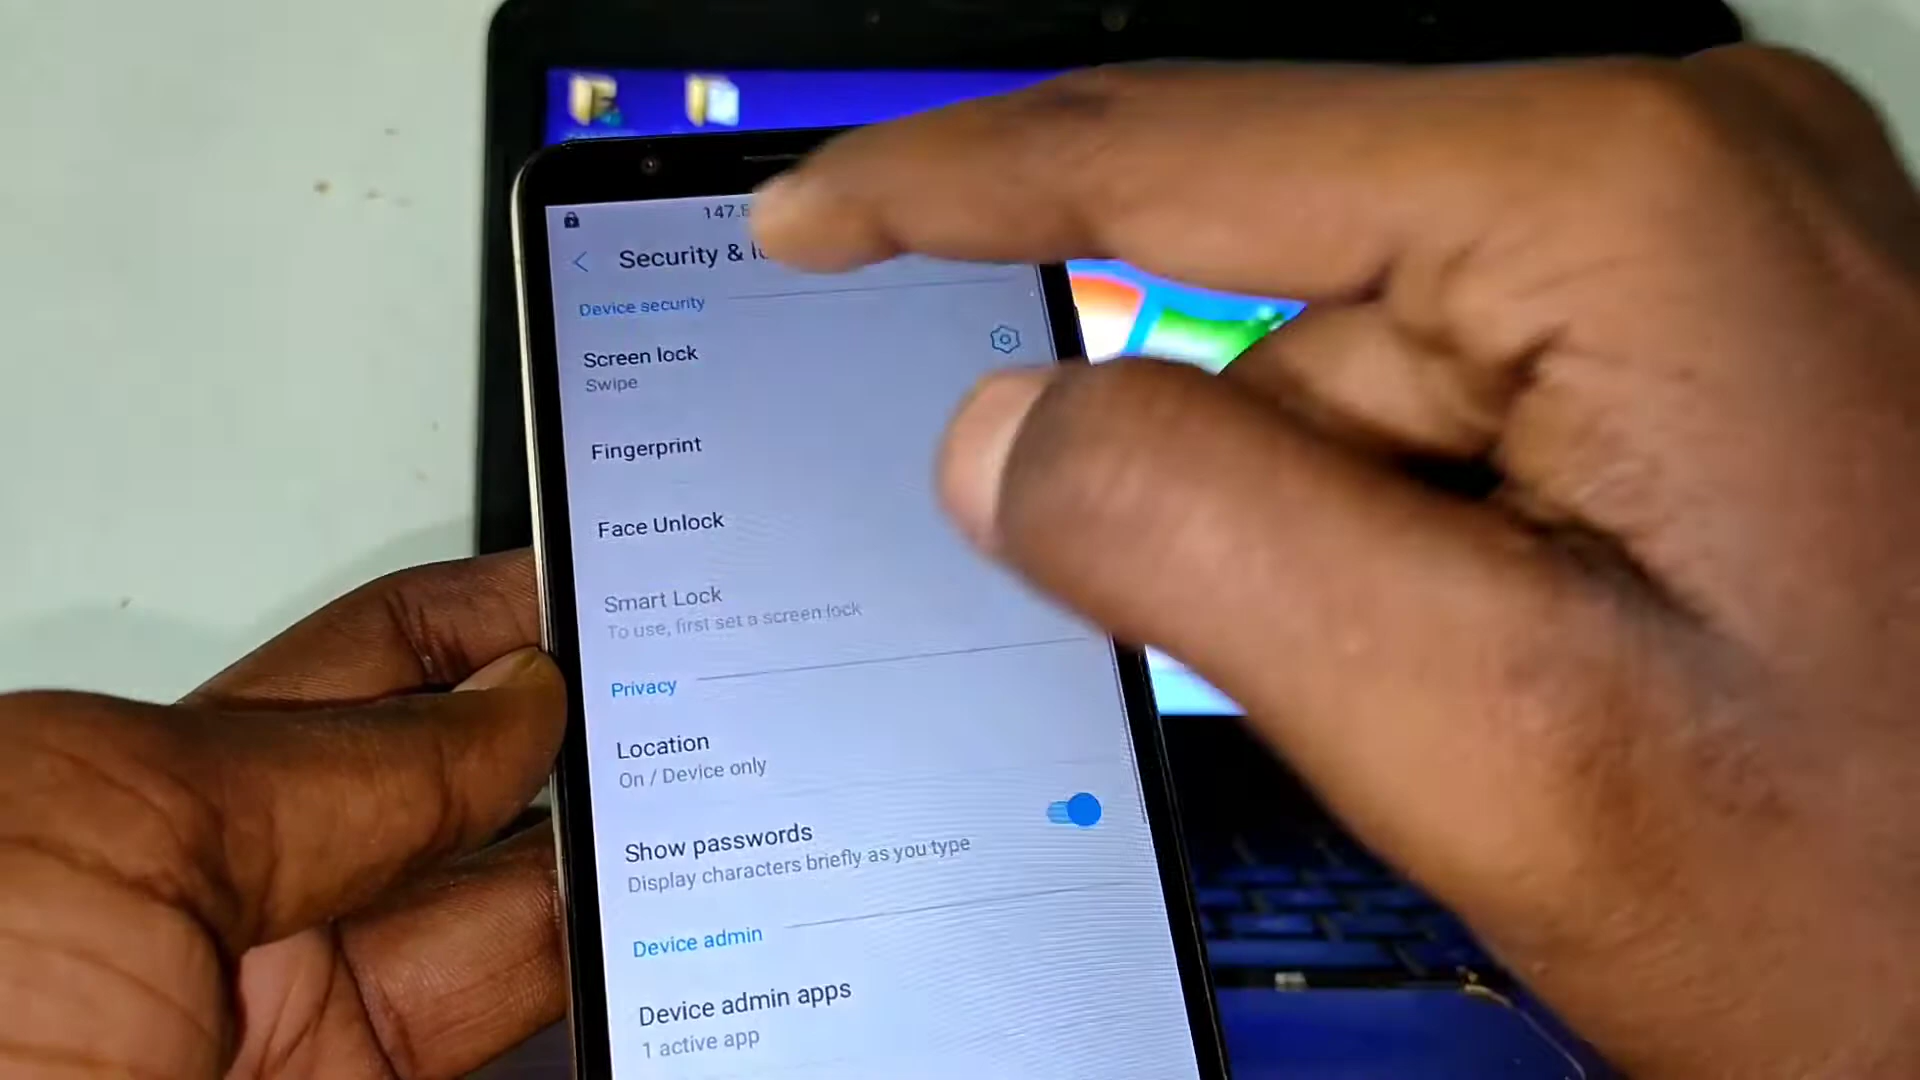 Security &
Device security
Screen lock
Swipe
Fingerprint
Face Unlock
Smart Lock
To use, first set a screen lock
Privacy
Location
On / Device only
Show passwords
Display characters briefly as you type
Device admin
Device admin apps
1 active app